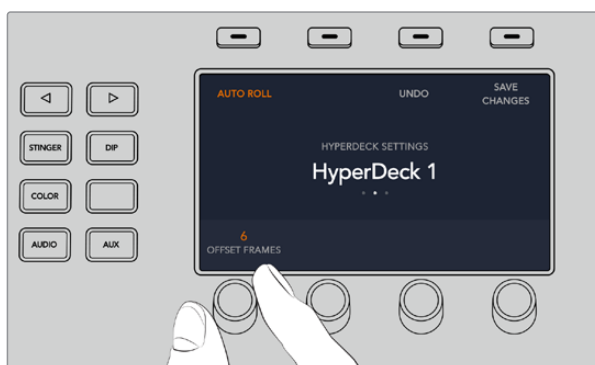 AUTO ROLL
UNDO
SAVE
CHANGES
HYPERDECK SETTINGS
HyperDeck 1
6
OFFSET FRAMES
STINGER
DIP
COLOR
AUDIO
AUX